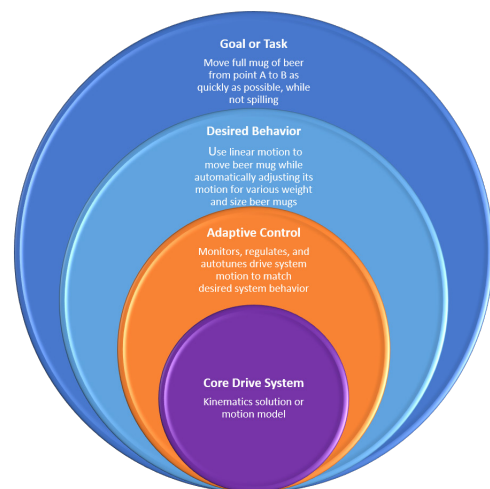 Goal or Task
Move full mug of beer
from point A to B as
quickly as possible, while
not spilling
Desired Behavior
Use linear motion to
move beer mug while
automatically adjusting its
motion for various weight
and size beer mugs
Adaptive Control
Monitors, regulates, and
autotunes drive system
motion to match
desired system behavior
Core Drive System
Kinematics solution or
motion model